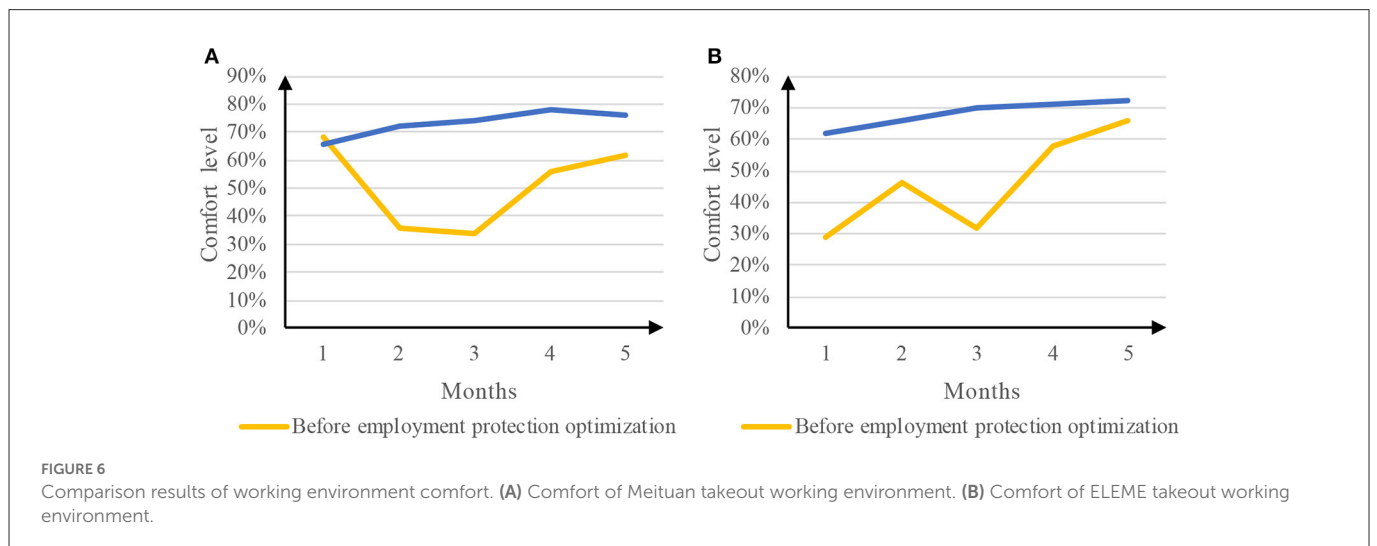 A
90%
80%
70%
60%
50%
40%
30%
20%
10%
0%
Comfort level
1 2 3 4 5
Months
Before employment protection optimization
B
80%
70%
60%
50%
40%
30%
20%
10%
0%
Comfort level
1 2 3 4 5
Months
Before employment protection optimization
FIGURE 6
Comparison results of working environment comfort. (A) Comfort of Meituan takeout working environment. (B) Comfort of ELEME takeout working
environment.